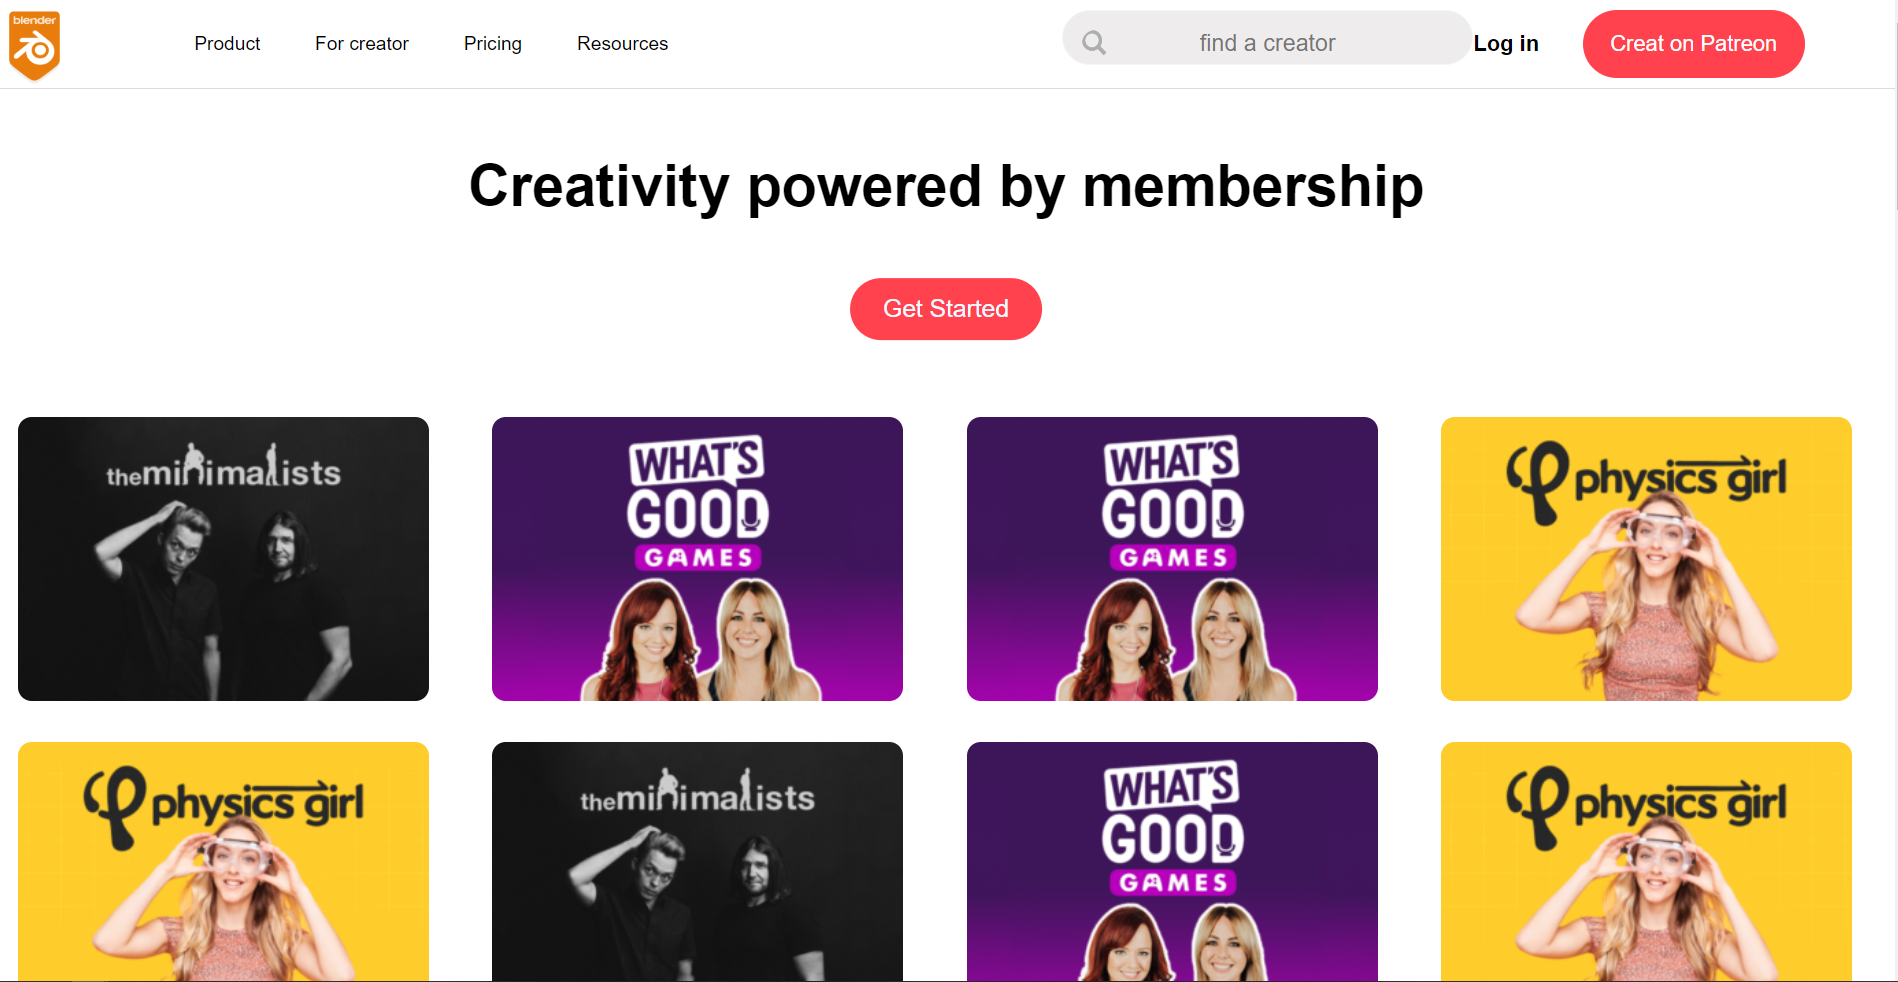 blender
Product For creator Pricing Resources find a creator Log in Creat on Patreon
Creativity powered by membership
Get Started
theminimalists
WHAT'S
GOOD
GAMES
WHAT'S
GOOD
GAMES
physics girl
physics girl
theminimalists
WHAT'S
GOOD
GAMES
physics girl